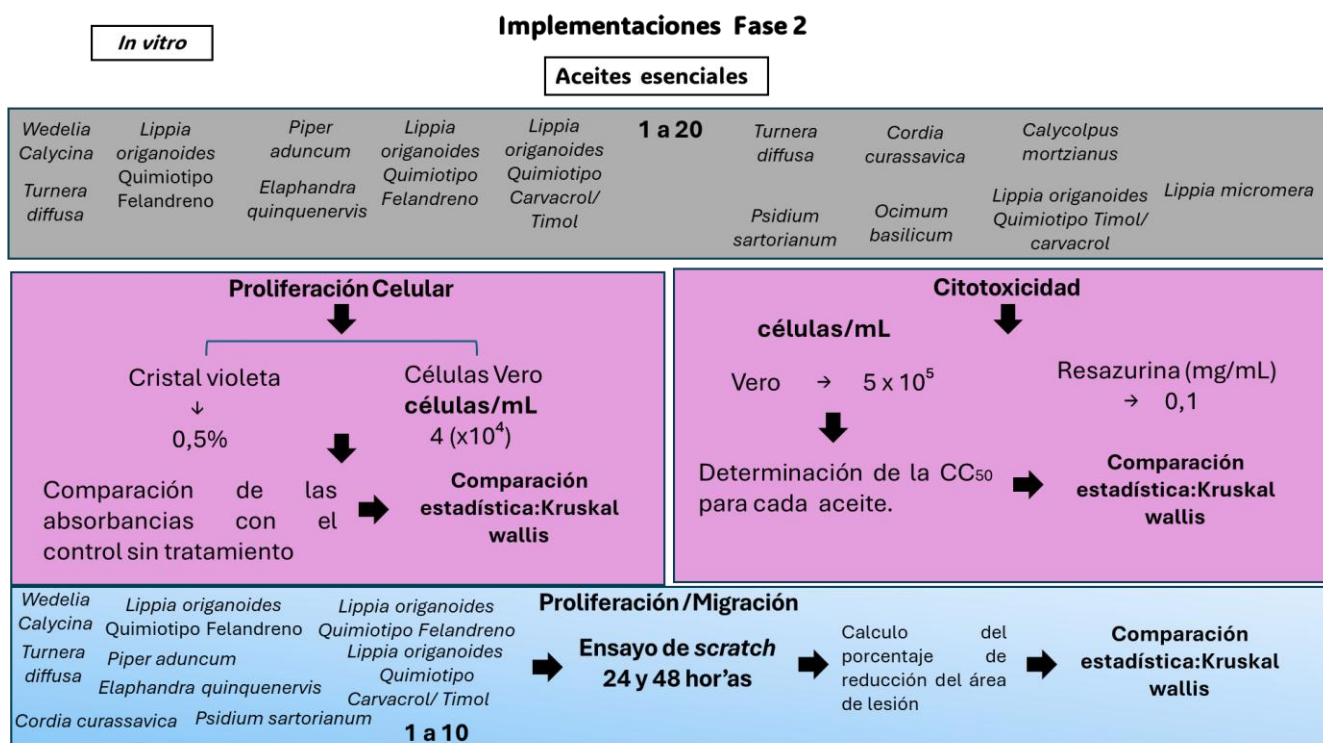 Implementaciones Fase 2
In vitro
Aceites esenciales
Wedelia
Calycina
Turnera
diffusa
Lippia
origanoides
Quimiotipo
Felandreno
Piper
aduncum
Elaphandra
quinquenervis
Lippia
origanoides
Quimiotipo
Felandreno
Lippia
origanoides
Quimiotipo
Carvacrol/
Timol
1 a 20
Turnera
diffusa
Psidium
sartorianum
Cordia
curassavica
Ocimum
basilicum
Calycolpus
mortzianus
Lippia origanoides
Quimiotipo Timol/
carvacrol
Lippia micromera
Proliferación Celular
Cristal violeta
↓
0,5%
Células Vero
células/mL
4 (x10⁴)
Comparación de las
absorbancias con el
control sin tratamiento
Comparación
estadística:Kruskal
wallis
Citotoxicidad
células/mL
Vero → 5 x 10⁵
Resazurina (mg/mL)
→ 0,1
Determinación de la CC₅₀
para cada aceite.
Comparación
estadística:Kruskal
wallis
Wedelia
Calycina
Turnera
diffusa
Lippia origanoides
Quimiotipo Felandreno
Piper aduncum
Elaphandra quinquenervis
Lippia origanoides
Quimiotipo Felandreno
Lippia origanoides
Quimiotipo
Carvacrol/ Timol
Cordia curassavica
Psidium sartorianum
1 a 10
Proliferación /Migración
Ensayo de scratch
24 y 48 hor'as
Calculo del
porcentaje de
reducción del área
de lesión
Comparación
estadística:Kruskal
wallis